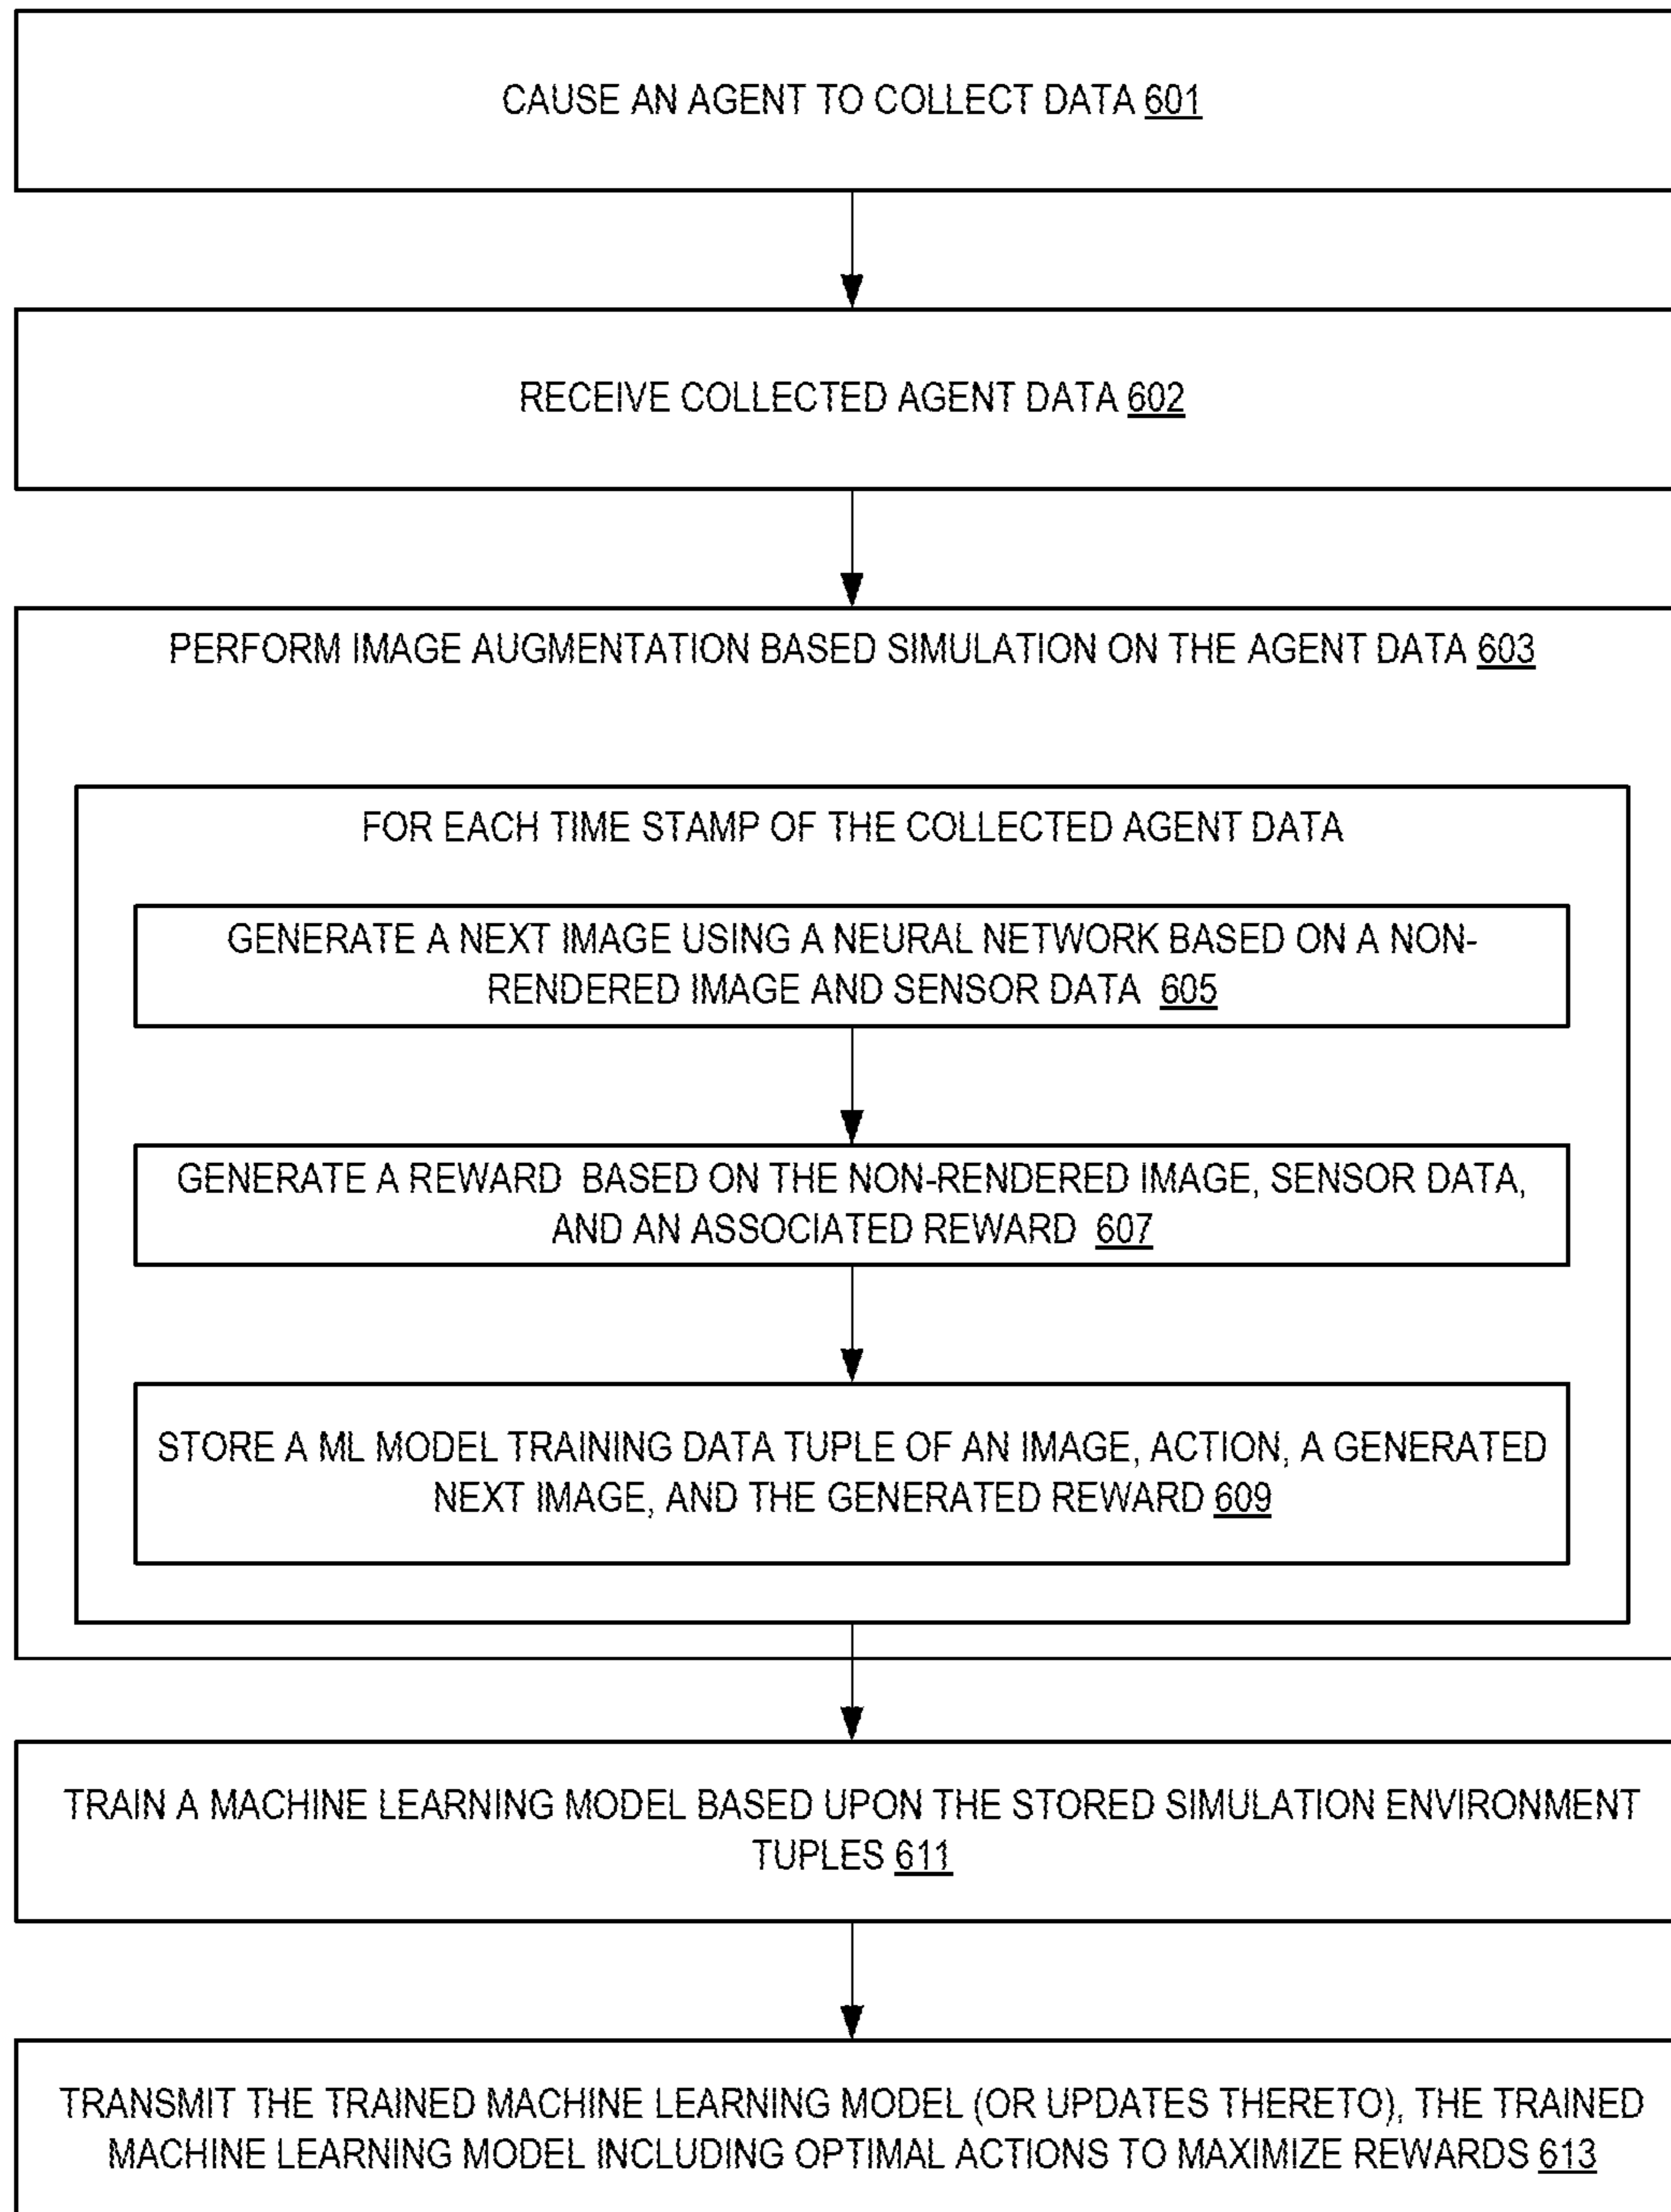 CAUSE AN AGENT TO COLLECT DATA 601
RECEIVE COLLECTED AGENT DATA 602
PERFORM IMAGE AUGMENTATION BASED SIMULATION ON THE AGENT DATA 603
FOR EACH TIME STAMP OF THE COLLECTED AGENT DATA
GENERATE A NEXT IMAGE USING A NEURAL NETWORK BASED ON A NON-
RENDERED IMAGE AND SENSOR DATA 605
GENERATE A REWARD BASED ON THE NON-RENDERED IMAGE, SENSOR DATA,
AND AN ASSOCIATED REWARD 607
STORE A ML MODEL TRAINING DATA TUPLE OF AN IMAGE, ACTION, A GENERATED
NEXT IMAGE, AND THE GENERATED REWARD 609
TRAIN A MACHINE LEARNING MODEL BASED UPON THE STORED SIMULATION ENVIRONMENT
TUPLES 611
TRANSMIT THE TRAINED MACHINE LEARNING MODEL (OR UPDATES THERETO), THE TRAINED
MACHINE LEARNING MODEL INCLUDING OPTIMAL ACTIONS TO MAXIMIZE REWARDS 613